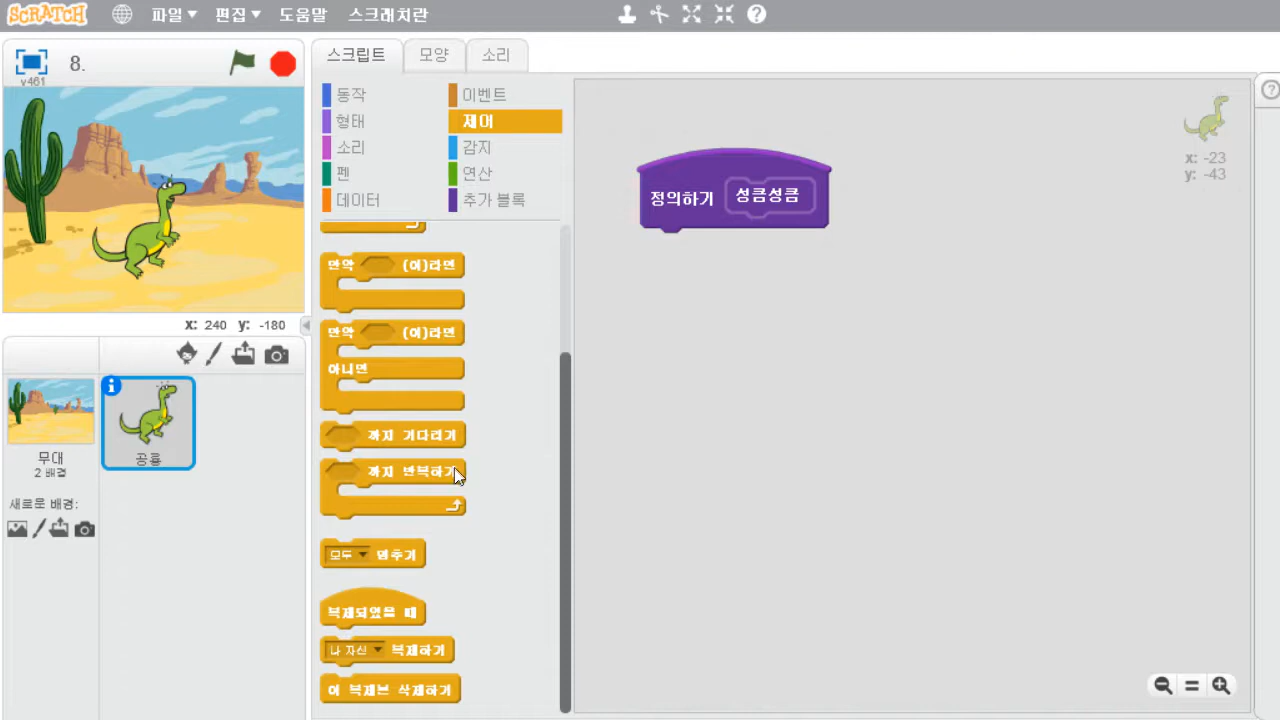 SCRATCH 파일 편집 도움말 스크래치란
v461
8.
스크립트 모양 소리
동작 이벤트
형태 제어
소리 감지
펜 연산
데이터 추가 블록
만약 (이)라면
만약 (이)라면
아니면
까지 기다리기
까지 반복하기
모두 멈추기
복제되었을 때
나 자신 복제하기
이 복제본 삭제하기
정의하기 성큼성큼
x: -23
y: -43
x: 240 y: -180
무대
2 배경
새로운 배경:
공룡